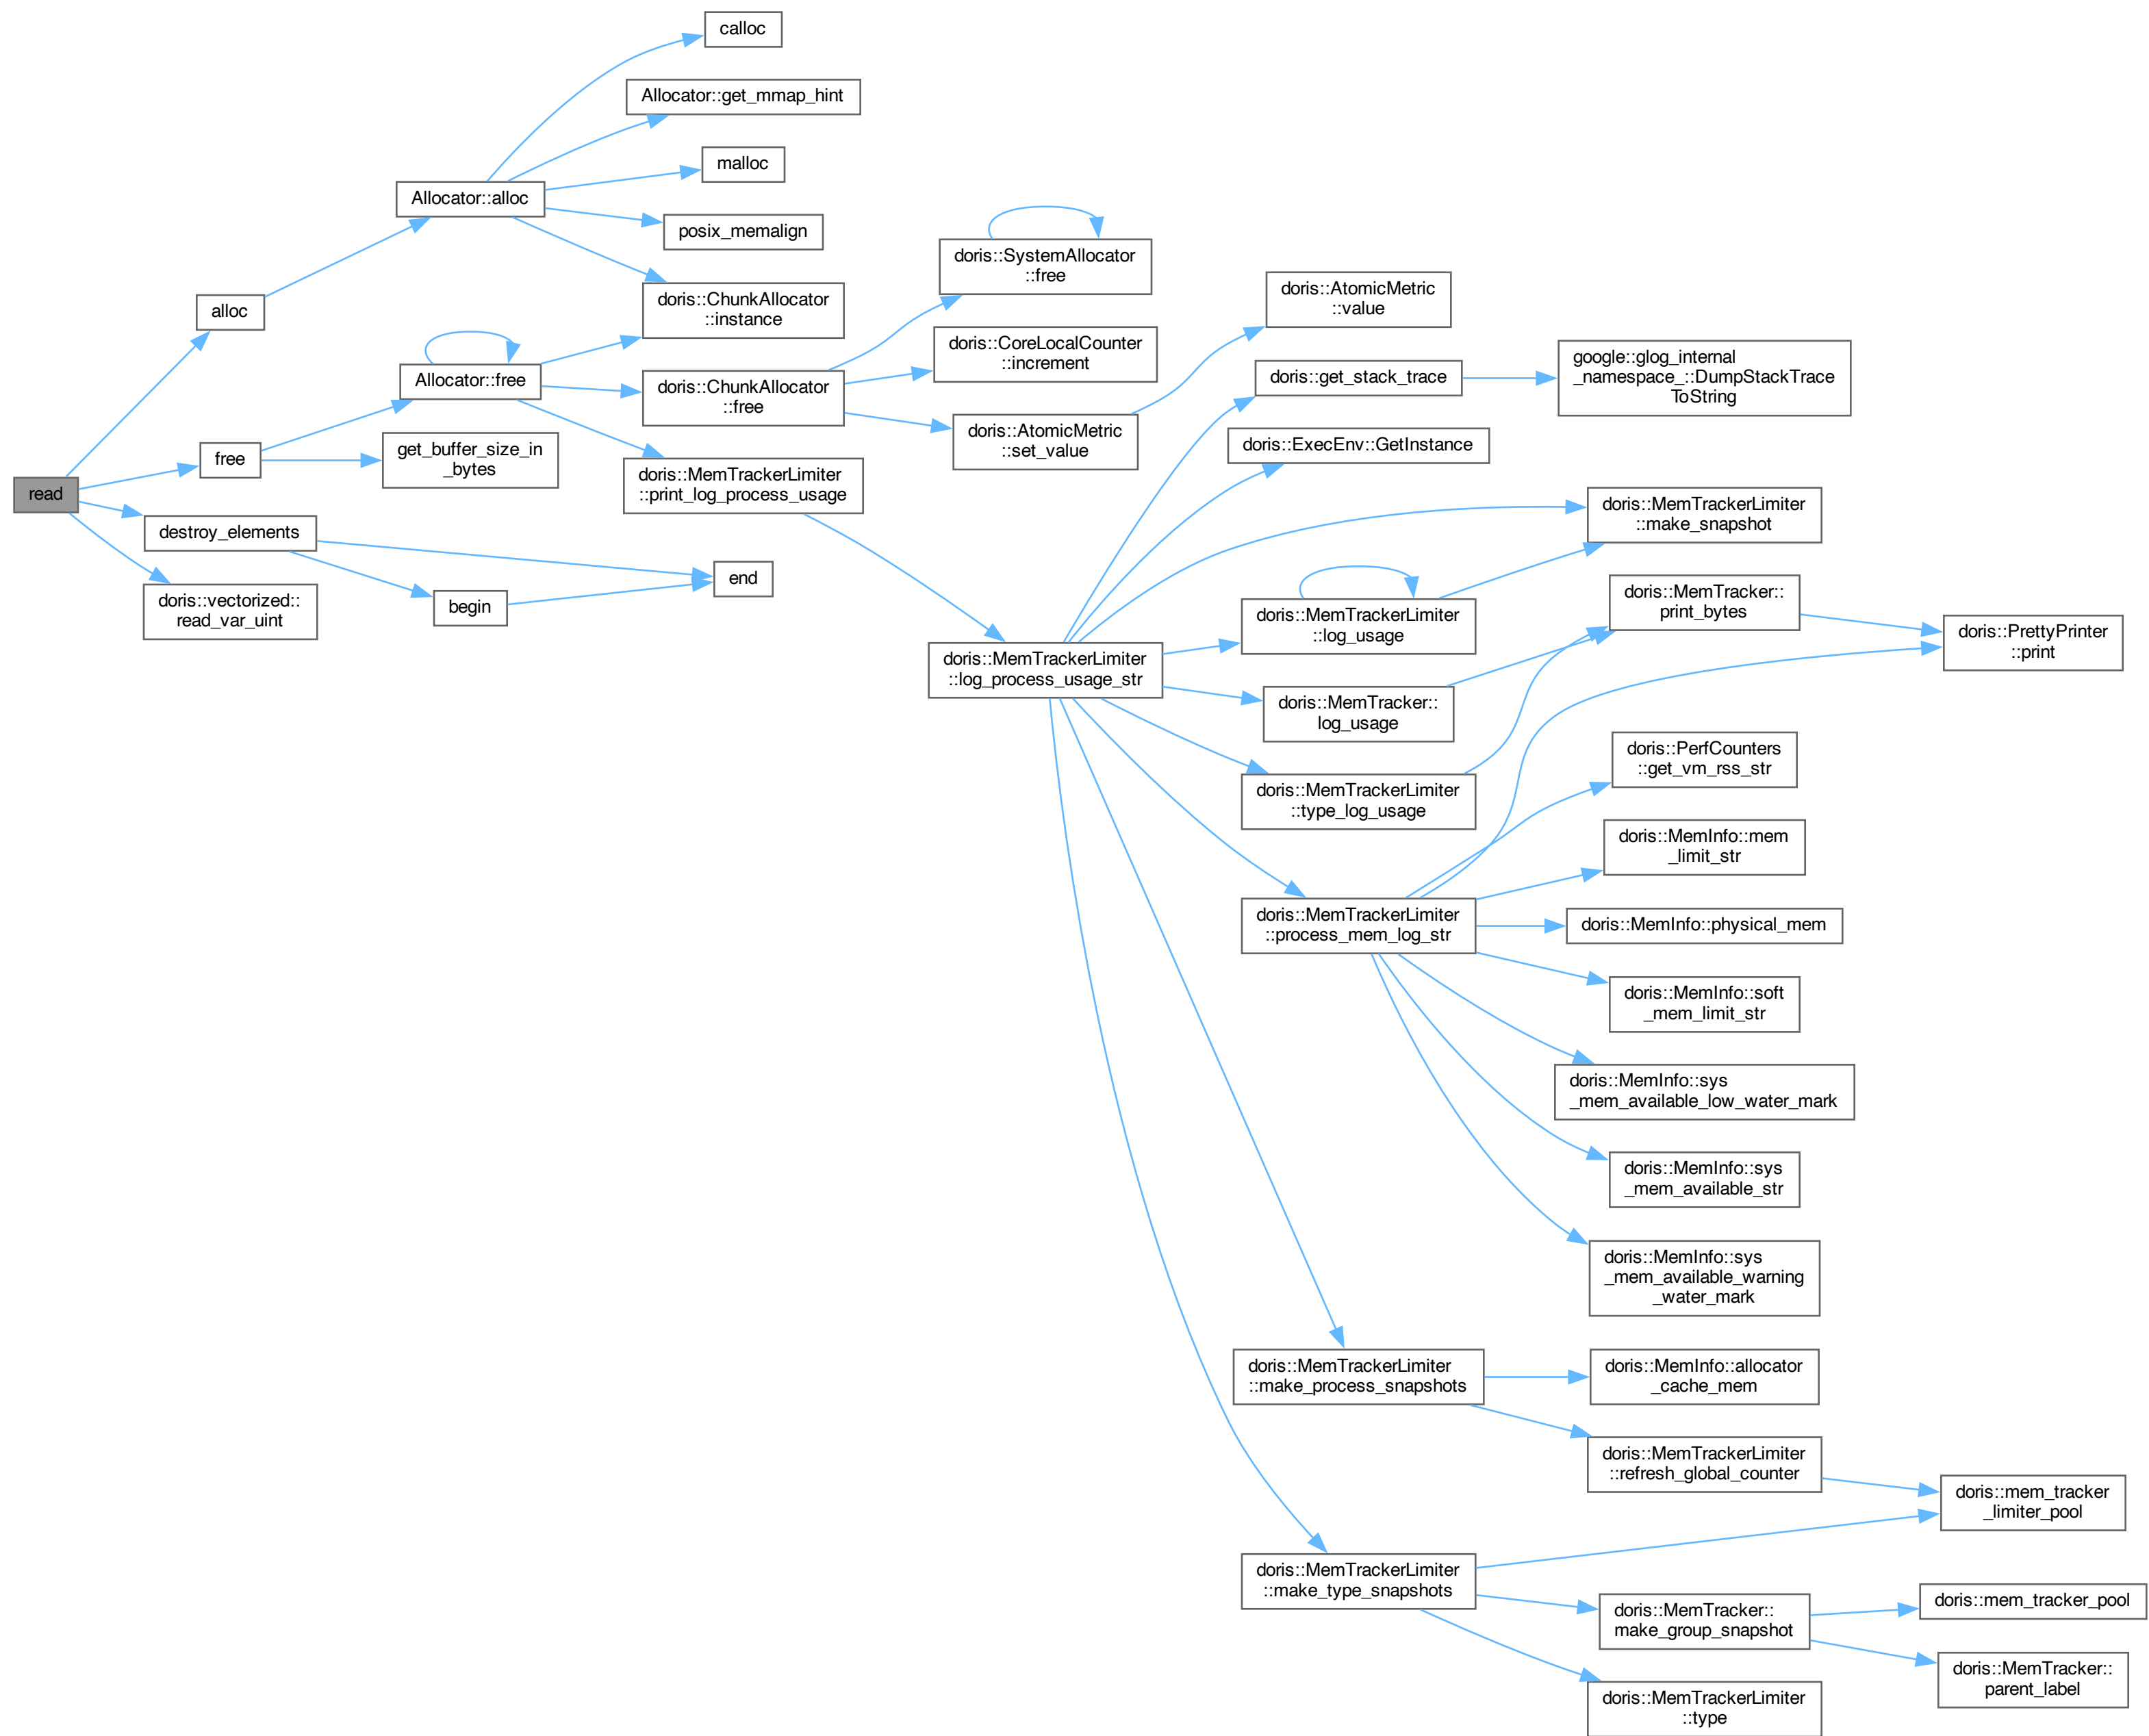 calloc
Allocator::get_mmap_hint
malloc
Allocator::alloc
posix_memalign
doris::SystemAllocator
::free
doris::ChunkAllocator
::instance
alloc
doris::AtomicMetric
::value
doris::CoreLocalCounter
::increment
Allocator::free
doris::ChunkAllocator
::free
doris::get_stack_trace
google::glog_internal
_namespace_::DumpStackTrace
ToString
doris::AtomicMetric
::set_value
doris::ExecEnv::GetInstance
free
get_buffer_size_in
_bytes
doris::MemTrackerLimiter
::print_log_process_usage
read
doris::MemTrackerLimiter
::make_snapshot
destroy_elements
end
doris::vectorized::
read_var_uint
begin
doris::MemTrackerLimiter
::log_usage
doris::MemTracker::
print_bytes
doris::PrettyPrinter
::print
doris::MemTrackerLimiter
::log_process_usage_str
doris::MemTracker::
log_usage
doris::PerfCounters
::get_vm_rss_str
doris::MemTrackerLimiter
::type_log_usage
doris::MemInfo::mem
_limit_str
doris::MemTrackerLimiter
::process_mem_log_str
doris::MemInfo::physical_mem
doris::MemInfo::soft
_mem_limit_str
doris::MemInfo::sys
_mem_available_low_water_mark
doris::MemInfo::sys
_mem_available_str
doris::MemInfo::sys
_mem_available_warning
_water_mark
doris::MemTrackerLimiter
::make_process_snapshots
doris::MemInfo::allocator
_cache_mem
doris::MemTrackerLimiter
::refresh_global_counter
doris::mem_tracker
_limiter_pool
doris::MemTrackerLimiter
::make_type_snapshots
doris::MemTracker::
make_group_snapshot
doris::mem_tracker_pool
doris::MemTracker::
parent_label
doris::MemTrackerLimiter
::type